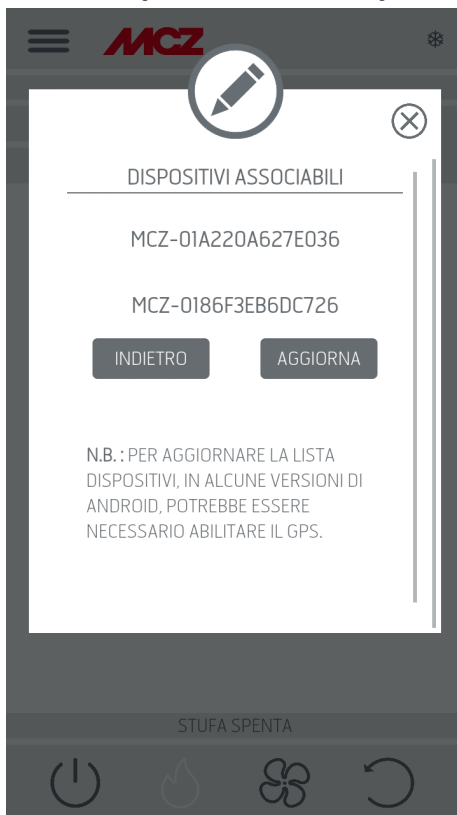 MCZ
DISPOSITIVI ASSOCIABILI
MCZ-01A220A627E036
MCZ-0186F3EB6DC726
INDIETRO
AGGIORNA
N.B. : PER AGGIORNARE LA LISTA
DISPOSITIVI, IN ALCUNE VERSIONI DI
ANDROID, POTREBBE ESSERE
NECESSARIO ABILITARE IL GPS.
STUFA SPENTA